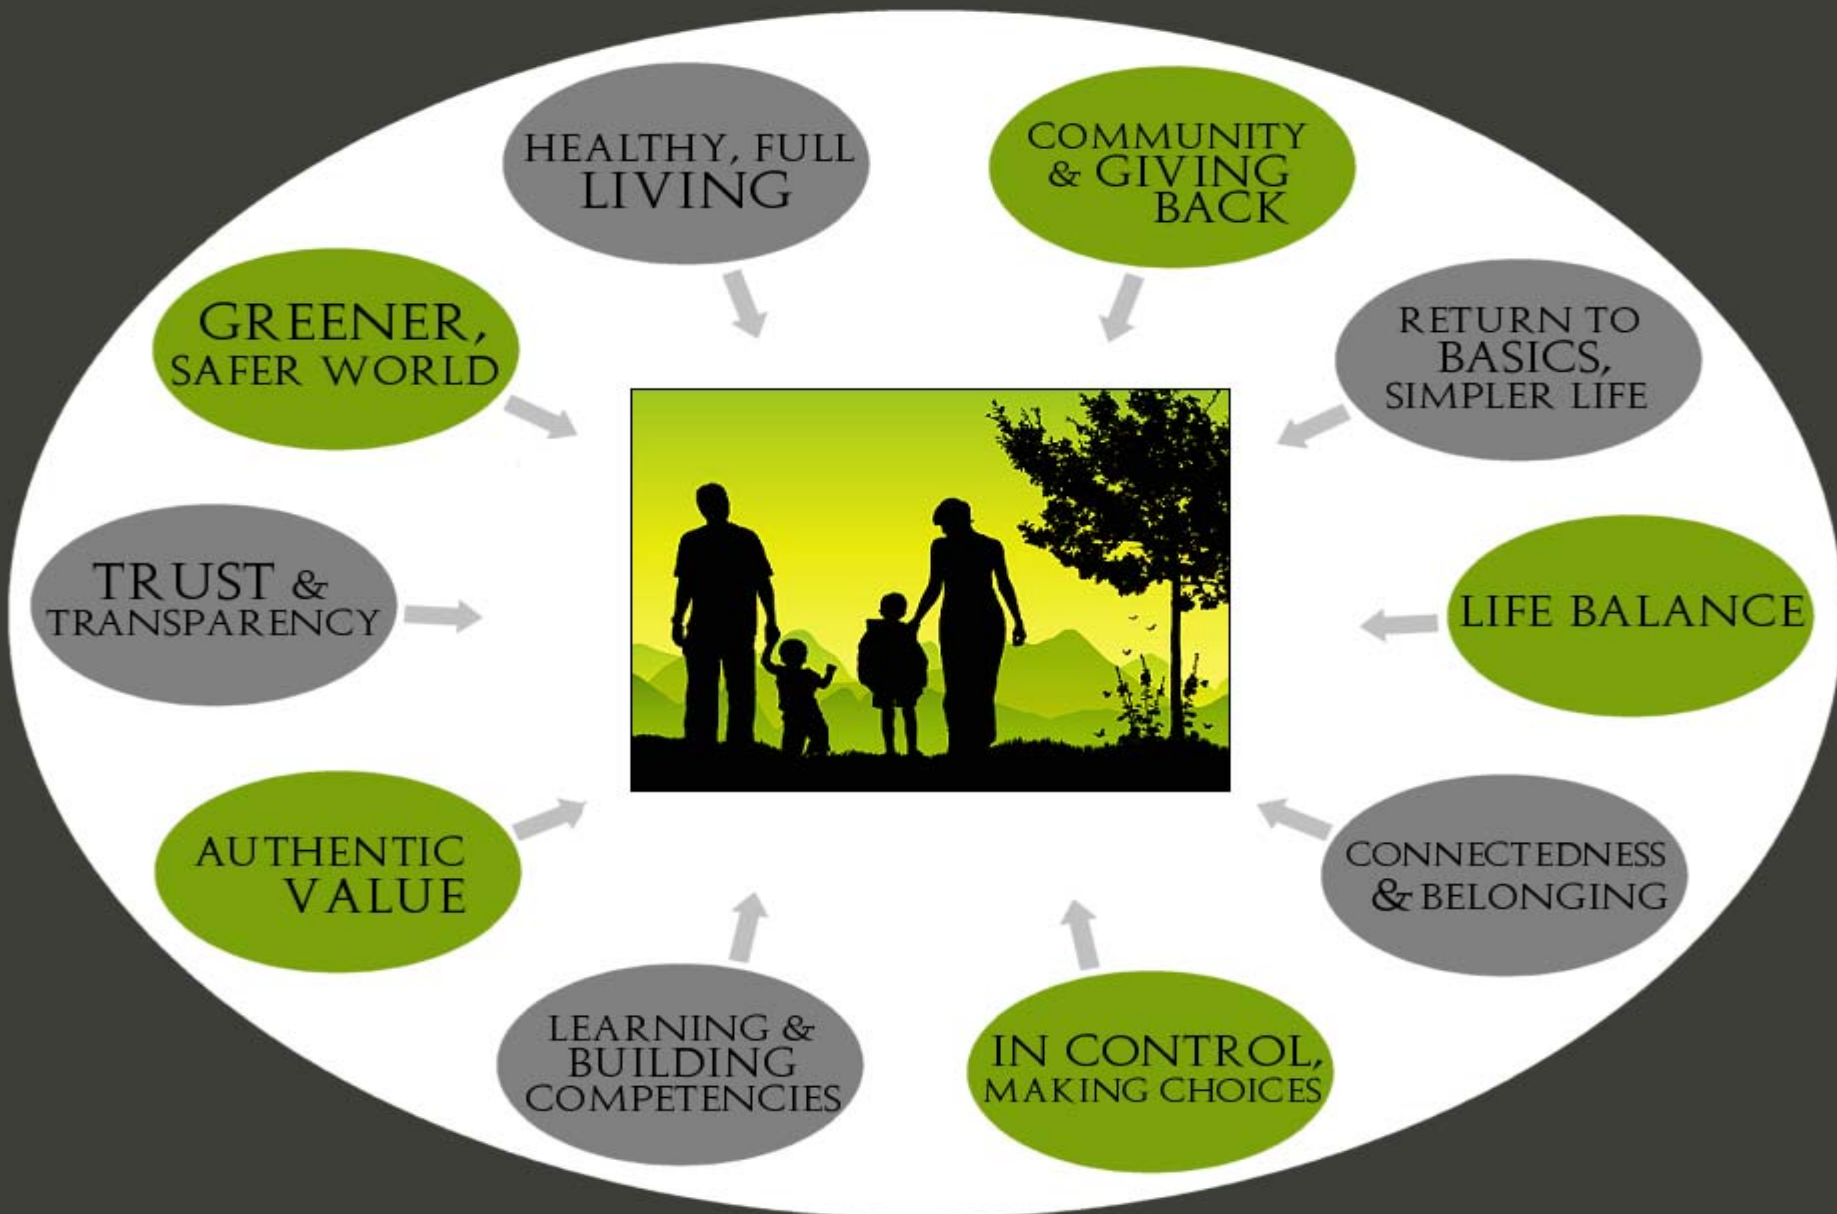 HEALTHY, FULL
LIVING
COMMUNITY
& GIVING
BACK
RETURN TO
BASICS,
SIMPLER LIFE
LIFE BALANCE
CONNECTEDNESS
& BELONGING
IN CONTROL,
MAKING CHOICES
LEARNING &
BUILDING
COMPETENCIES
AUTHENTIC
VALUE
TRUST &
TRANSPARENCY
GREENER,
SAFER WORLD